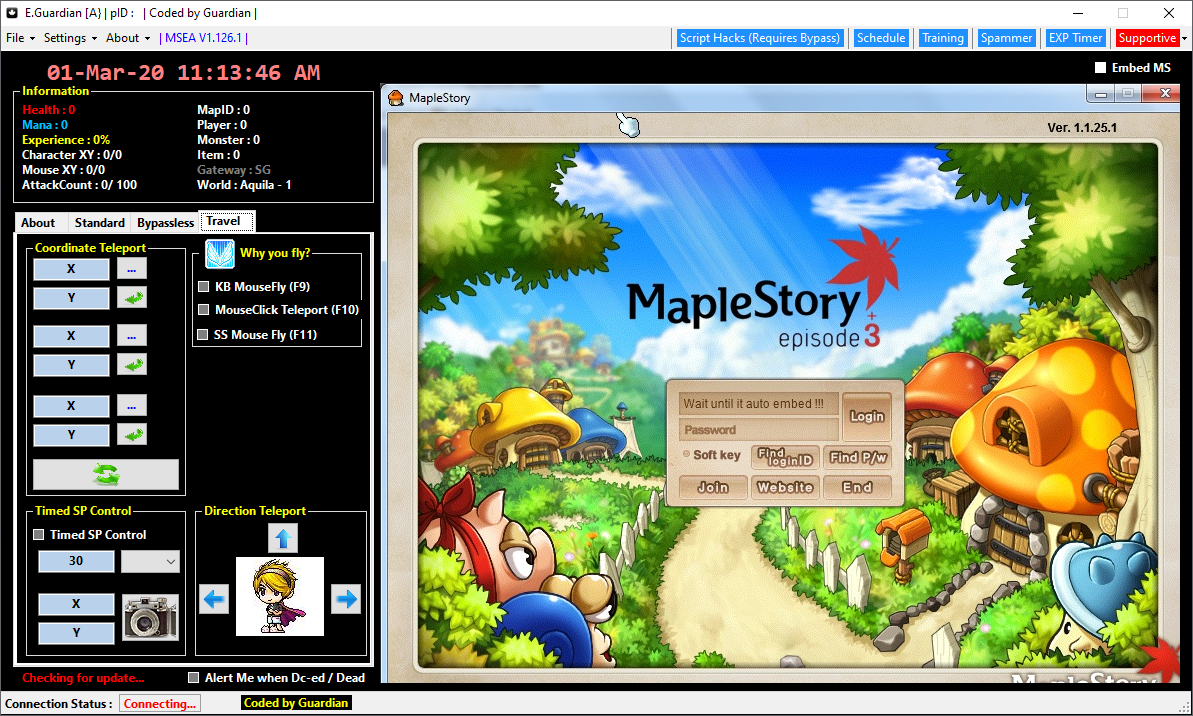 E.Guardian [A] | pID : | Coded by Guardian |
File Settings About | MSEA V1.126.1 | Script Hacks (Requires Bypass) Schedule Training Spammer EXP Timer Supportive
01-Mar-20 11:13:46 AM
Embed MS
Information
Health : 0
Mana : 0
Experience : 0%
Character XY : 0/0
Mouse XY : 0/0
AttackCount : 0/ 100
MapID : 0
Player : 0
Monster : 0
Item : 0
Gateway : SG
World : Aquila - 1
About Standard Bypassless Travel
Coordinate Teleport
X ...
Y
X ...
Y
X ...
Y
Why you fly?
KB MouseFly (F9)
MouseClick Teleport (F10)
SS Mouse Fly (F11)
Timed SP Control
Timed SP Control
30
X
Y
Direction Teleport
MapleStory
Ver. 1.1.25.1
MapleStory
episode 3
Wait until it auto embed !!!
Password
Login
Soft key Find loginID Find P/w
Join Website End
MapleStory
Checking for update...
Alert Me when Dc-ed / Dead
Connection Status : Connecting... Coded by Guardian